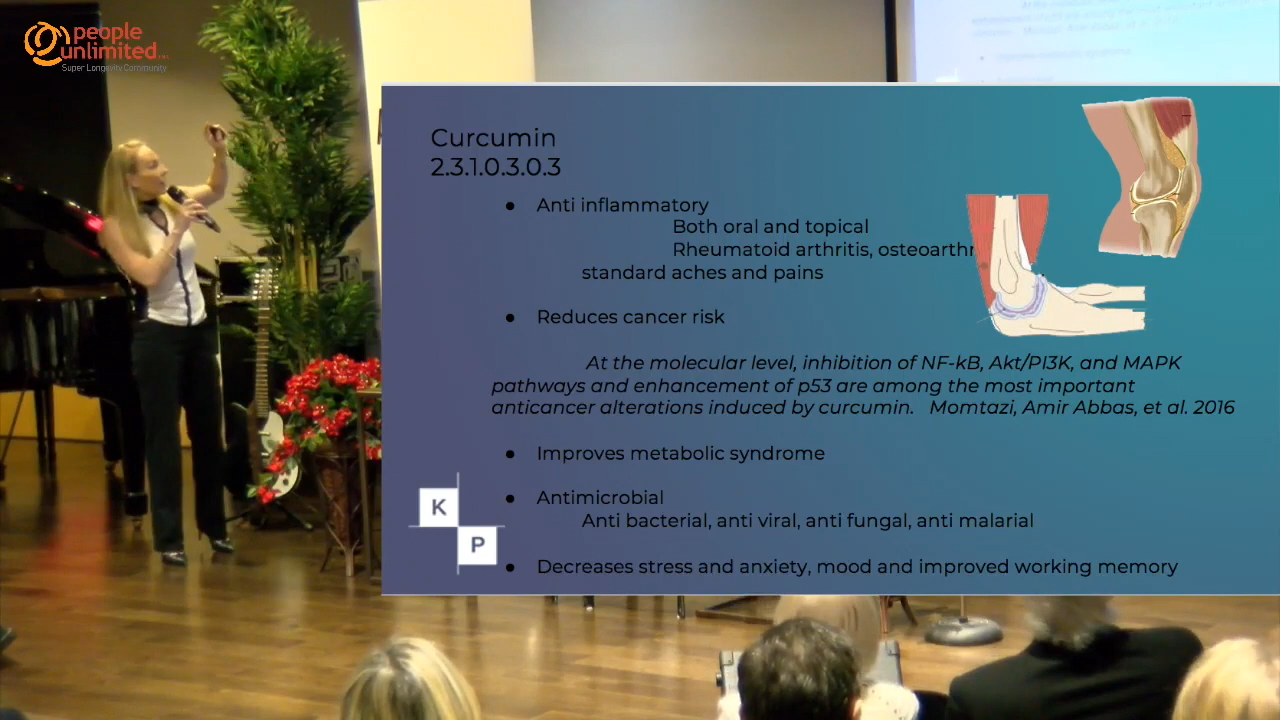 people
unlimited INC
Super Longevity Community
Curcumin
2.3.1.0.3.0.3
● Anti inflammatory
Both oral and topical
Rheumatoid arthritis, osteoarthr
standard aches and pains
● Reduces cancer risk
At the molecular level, inhibition of NF-kB, Akt/PI3K, and MAPK
pathways and enhancement of p53 are among the most important
anticancer alterations induced by curcumin. Momtazi, Amir Abbas, et al. 2016
● Improves metabolic syndrome
● Antimicrobial
Anti bacterial, anti viral, anti fungal, anti malarial
K
P
● Decreases stress and anxiety, mood and improved working memory